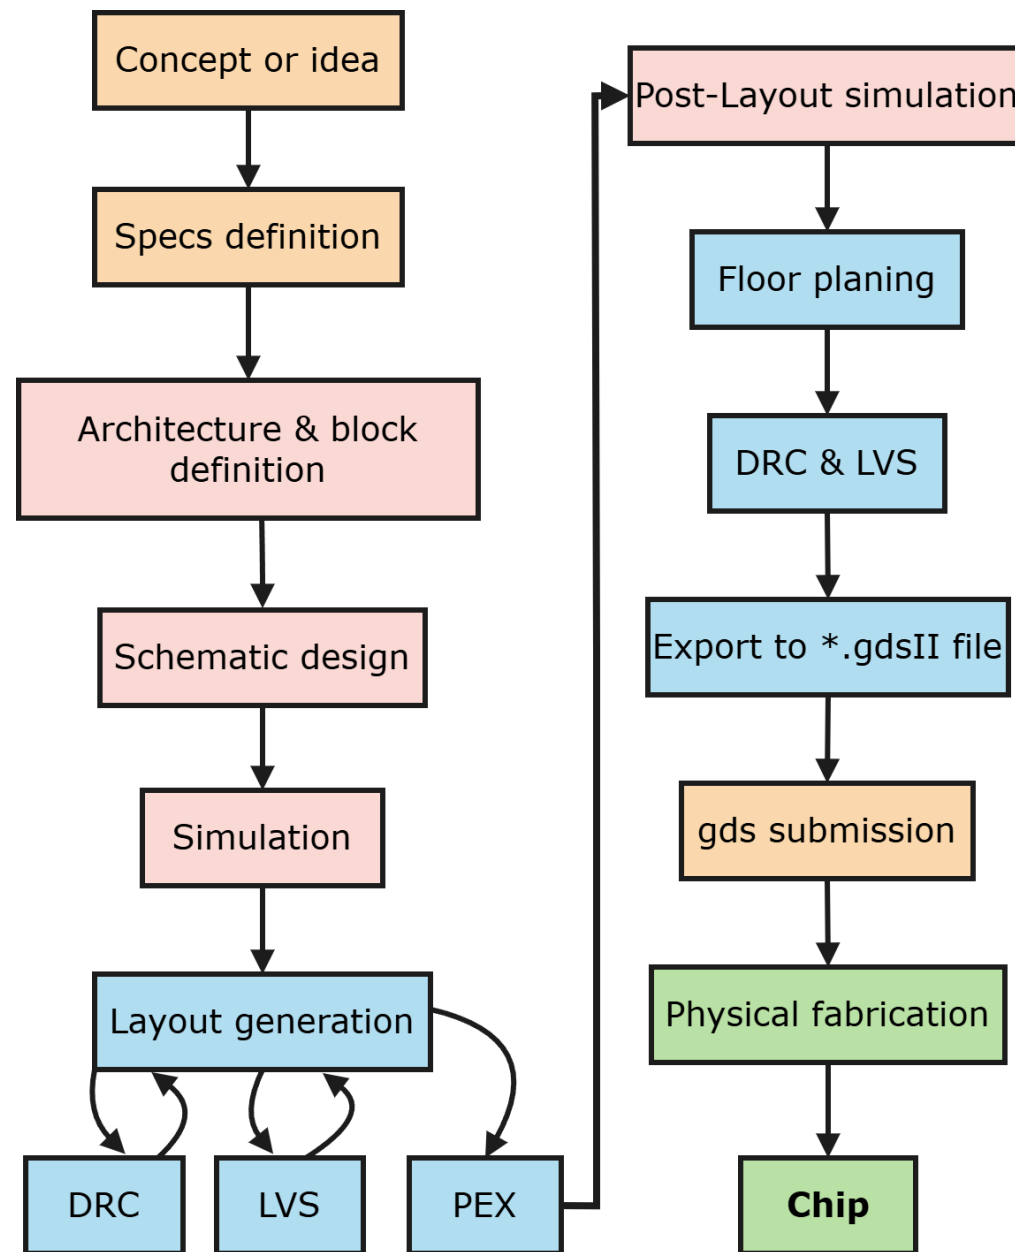 Concept or idea
Specs definition
Architecture & block
definition
Schematic design
Simulation
Layout generation
DRC
LVS
PEX
Post-Layout simulation
Floor planing
DRC & LVS
Export to *.gdsII file
gds submission
Physical fabrication
Chip